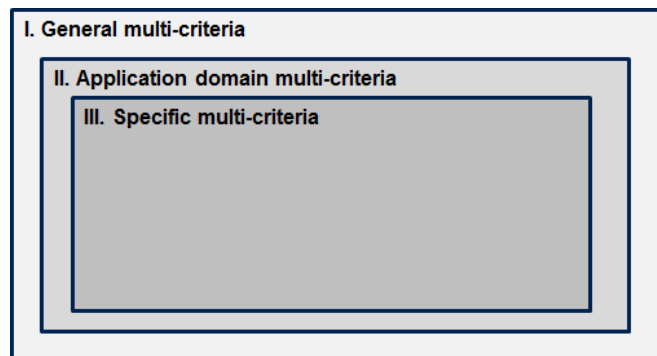 I. General multi-criteria
II. Application domain multi-criteria
III. Specific multi-criteria